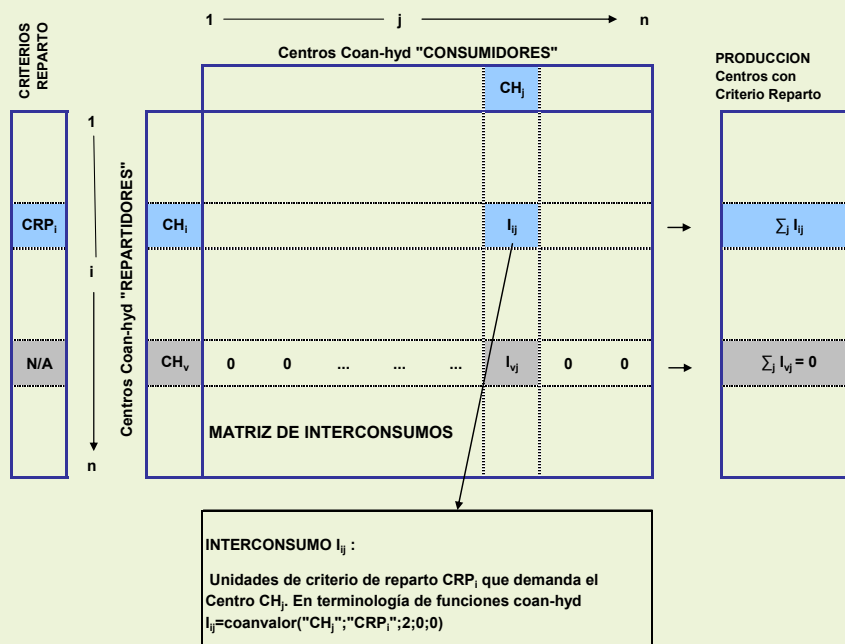 1 j n
Centros Coan-hyd "CONSUMIDORES"
CRITERIOS
REPARTO
PRODUCCION
Centros con
Criterio Reparto
CHj
1
i
n
Centros Coan-hyd "REPARTIDORES"
CRPi CHi Iij ∑j Iij
N/A CHv 0 0 ... ... ... Ivj 0 0 ∑j Ivj = 0
MATRIZ DE INTERCONSUMOS
INTERCONSUMO Iij :
Unidades de criterio de reparto CRPi que demanda el
Centro CHj. En terminología de funciones coan-hyd
Iij=coanvalor("CHj";"CRPi";2;0;0)